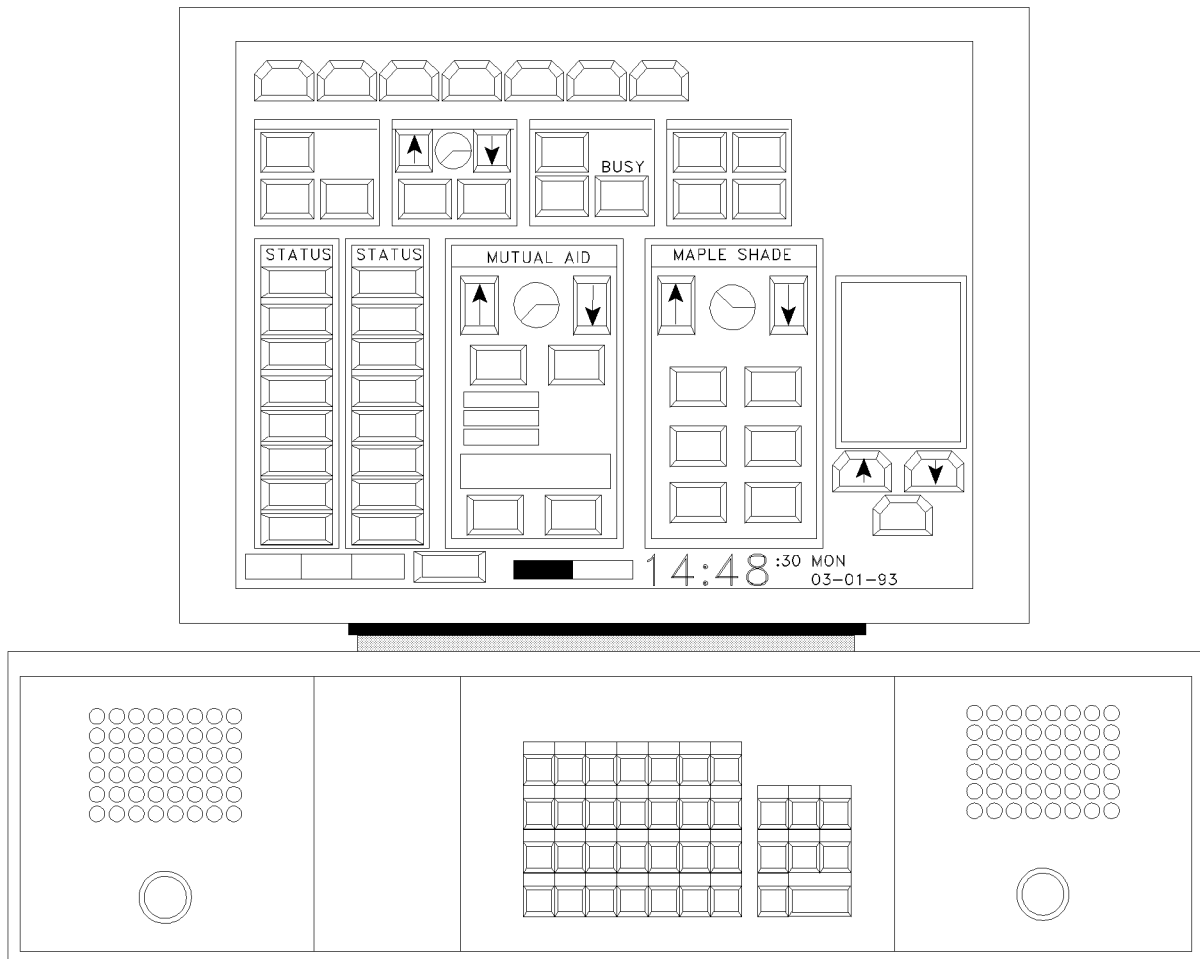 BUSY
STATUS
STATUS
MUTUAL AID
MAPLE SHADE
14:48:30 MON
03-01-93